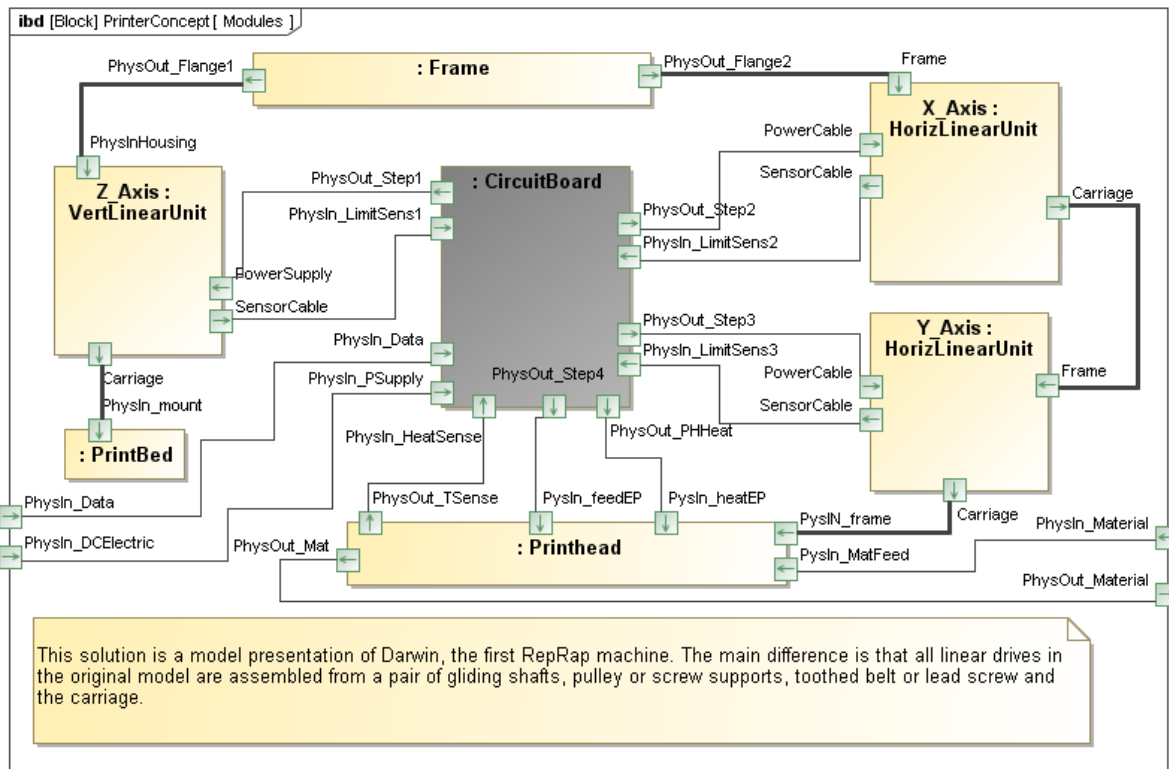 ibd [Block] PrinterConcept[ Modules ]
PhysOut_Flange1
: Frame
PhysOut_Flange2
Frame
X_Axis :
HorizLinearUnit
PowerCable
SensorCable
Carriage
PhysInHousing
Z_Axis :
VertLinearUnit
PhysOut_Step1
PhysIn_LimitSens1
: CircuitBoard
PhysOut_Step2
PhysIn_LimitSens2
PowerSupply
SensorCable
PhysIn_Data
PhysIn_PSupply
PhysOut_Step4
PhysOut_Step3
PhysIn_LimitSens3
Y_Axis :
HorizLinearUnit
PowerCable
SensorCable
Frame
Carriage
PhysIn_mount
: PrintBed
PhysIn_HeatSense
PhysOut_PHHeat
PhysIn_Data
PhysIn_DCElectric
PhysOut_TSense
PysIn_feedEP
PysIn_heatEP
PhysOut_Mat
: Printhead
PysIN_frame
Carriage
PysIn_MatFeed
PhysIn_Material
PhysOut_Material
This solution is a model presentation of Darwin, the first RepRap machine. The main difference is that all linear drives in
the original model are assembled from a pair of gliding shafts, pulley or screw supports, toothed belt or lead screw and
the carriage.